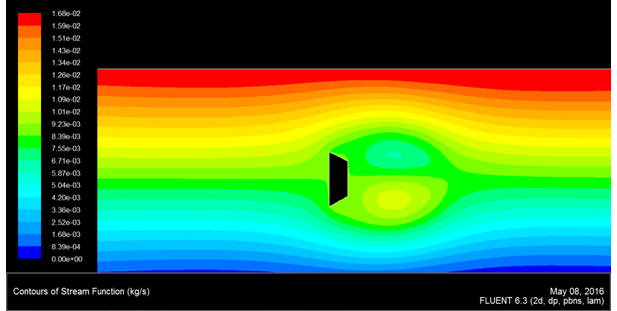 1.68e-02
1.59e-02
1.51e-02
1.43e-02
1.34e-02
1.26e-02
1.17e-02
1.09e-02
1.01e-02
9.23e-03
8.39e-03
7.55e-03
6.71e-03
5.87e-03
5.04e-03
4.20e-03
3.36e-03
2.52e-03
1.68e-03
8.39e-04
0.00e+00
Contours of Stream Function (kg/s)
May 08, 2016
FLUENT 6.3 (2d, dp, pbns, lam)